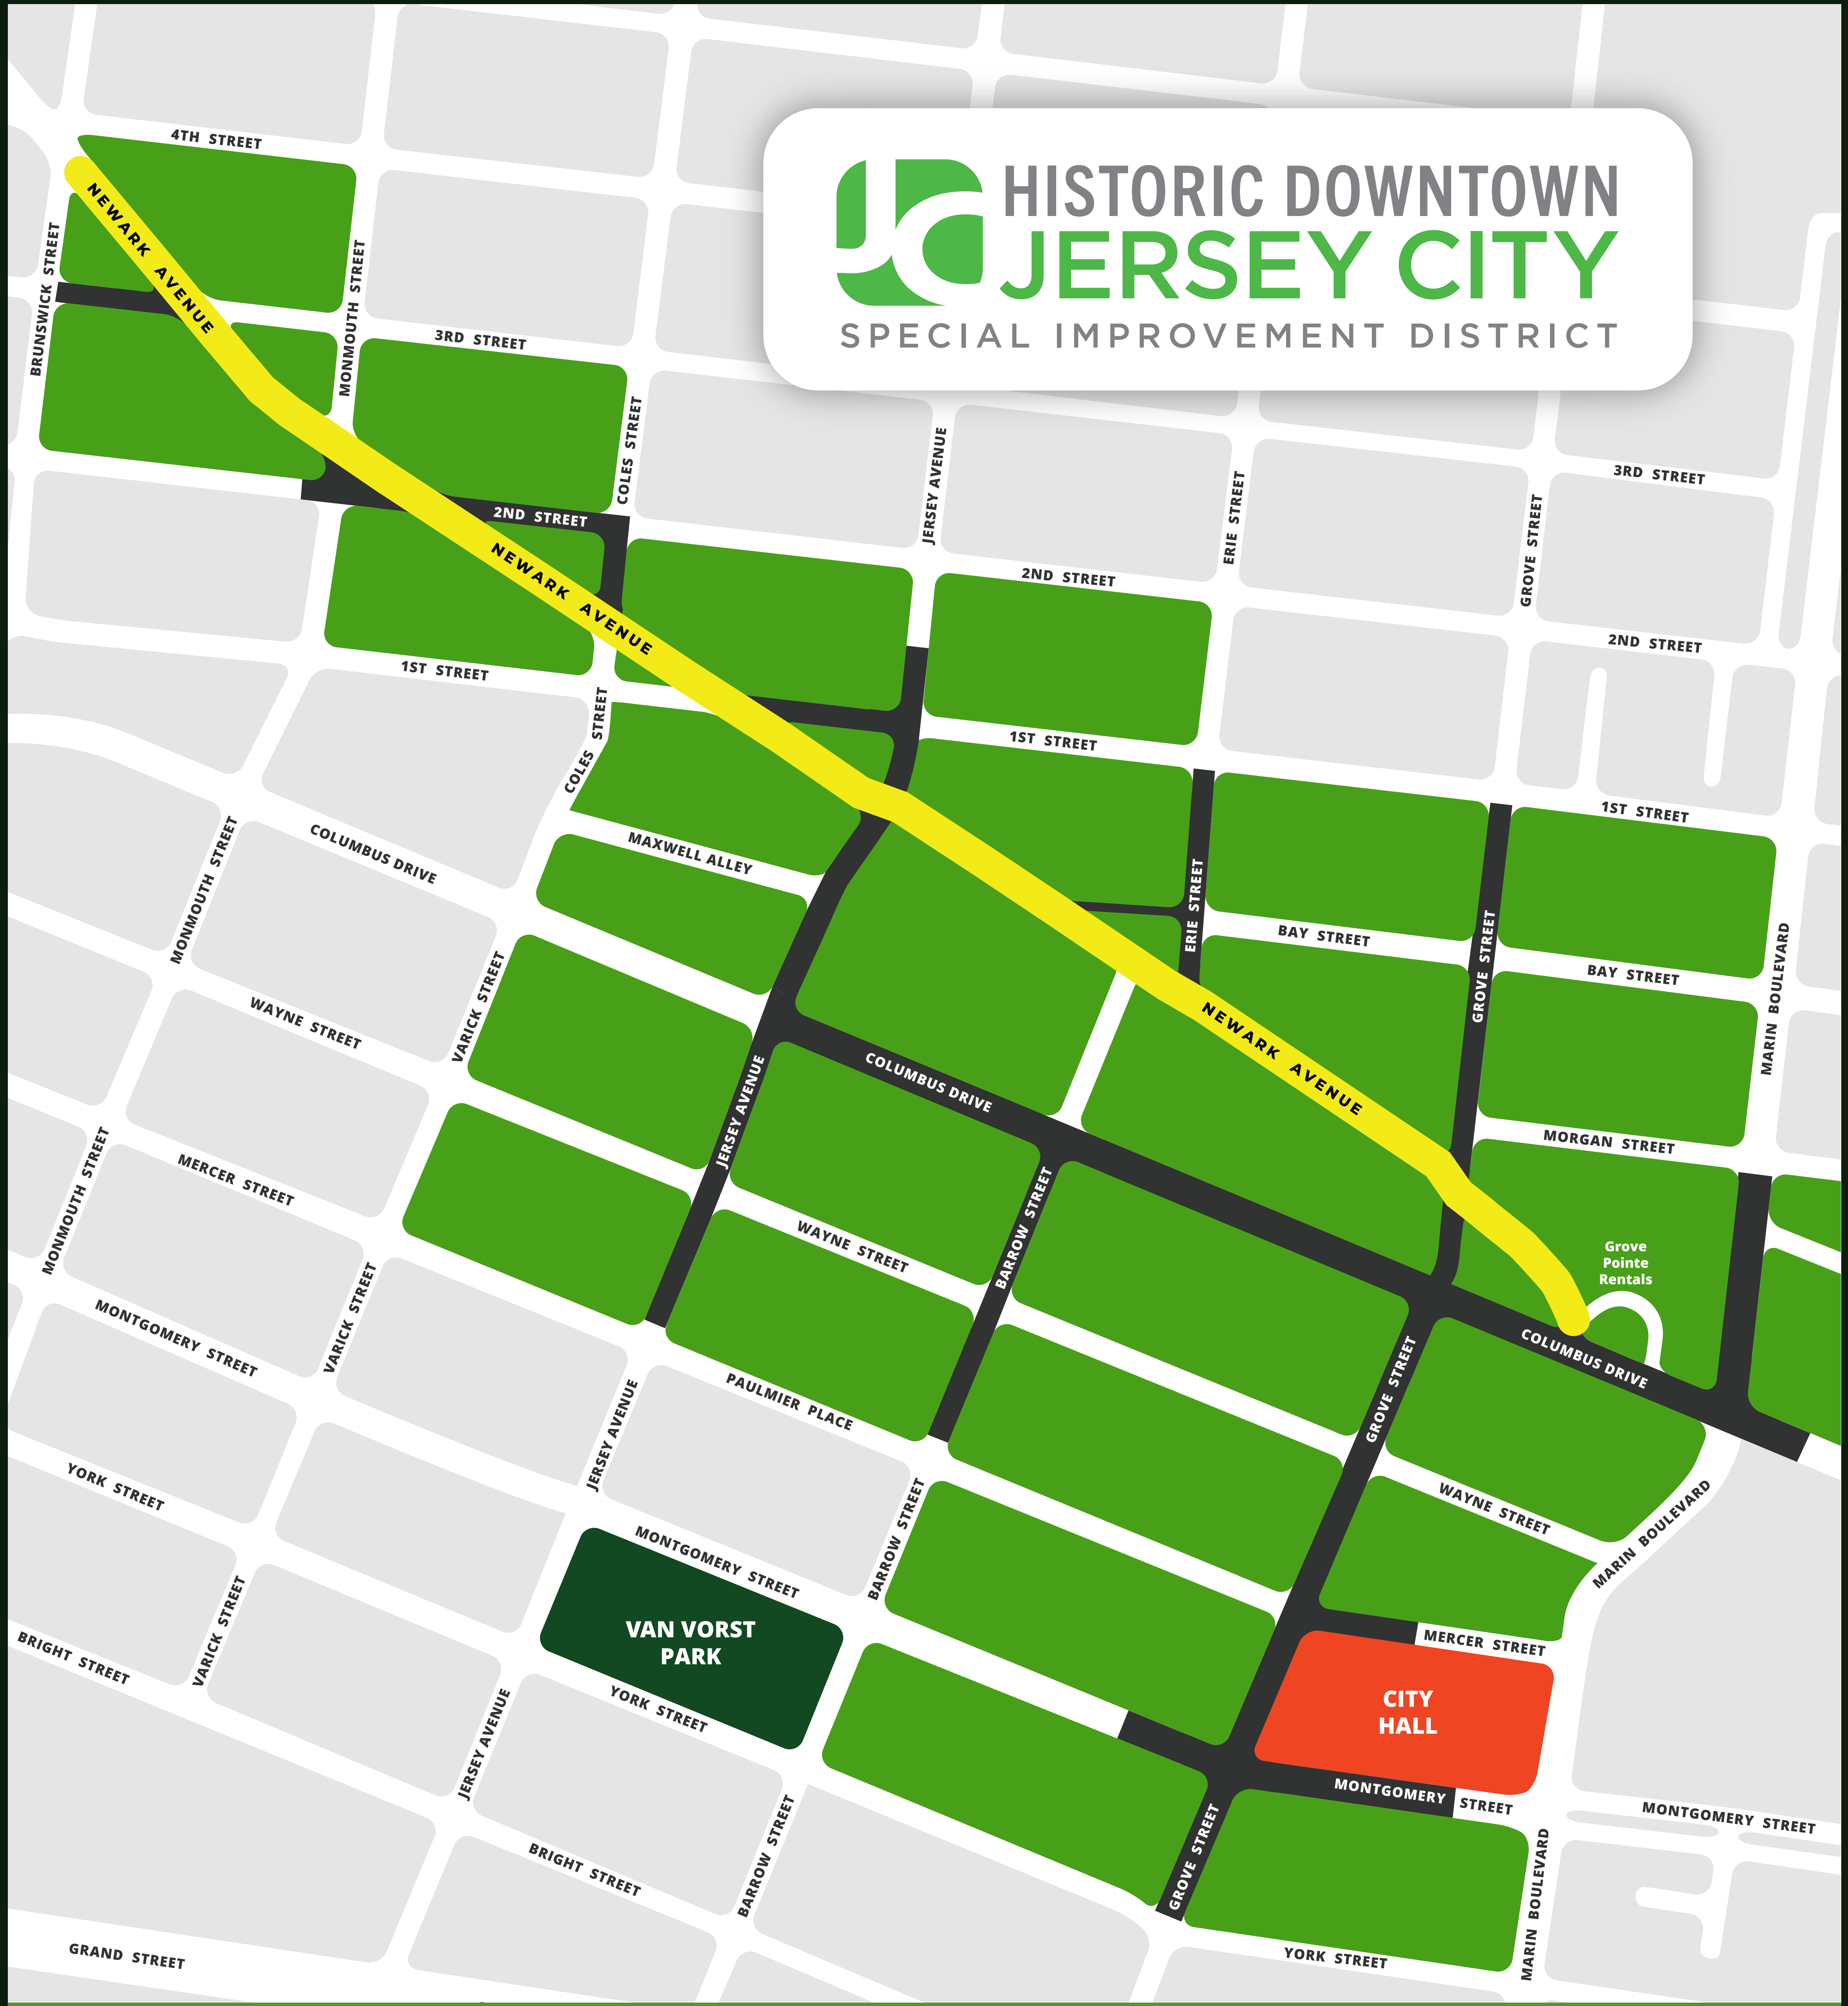 HISTORIC DOWNTOWN
JERSEY CITY
SPECIAL IMPROVEMENT DISTRICT
4TH STREET
NEWARK AVENUE
BRUNSWICK STREET
MONMOUTH STREET
3RD STREET
COLES STREET
2ND STREET
JERSEY AVENUE
ERIE STREET
GROVE STREET
3RD STREET
2ND STREET
2ND STREET
NEWARK AVENUE
1ST STREET
COLES STREET
1ST STREET
1ST STREET
MAXWELL ALLEY
COLUMBUS DRIVE
MONMOUTH STREET
ERIE STREET
BAY STREET
GROVE STREET
BAY STREET
MARIN BOULEVARD
WAYNE STREET
VARICK STREET
NEWARK AVENUE
COLUMBUS DRIVE
JERSEY AVENUE
MORGAN STREET
MONMOUTH STREET
MERCER STREET
WAYNE STREET
BARROW STREET
Grove
Pointe
Rentals
COLUMBUS DRIVE
MONTGOMERY STREET
VARICK STREET
PAULMIER PLACE
JERSEY AVENUE
GROVE STREET
WAYNE STREET
MARIN BOULEVARD
YORK STREET
MONTGOMERY STREET
BARROW STREET
VAN VORST
PARK
MERCER STREET
CITY
HALL
BRIGHT STREET
VARICK STREET
YORK STREET
JERSEY AVENUE
MONTGOMERY STREET
MONTGOMERY STREET
BRIGHT STREET
BARROW STREET
GROVE STREET
MARIN BOULEVARD
GRAND STREET
YORK STREET